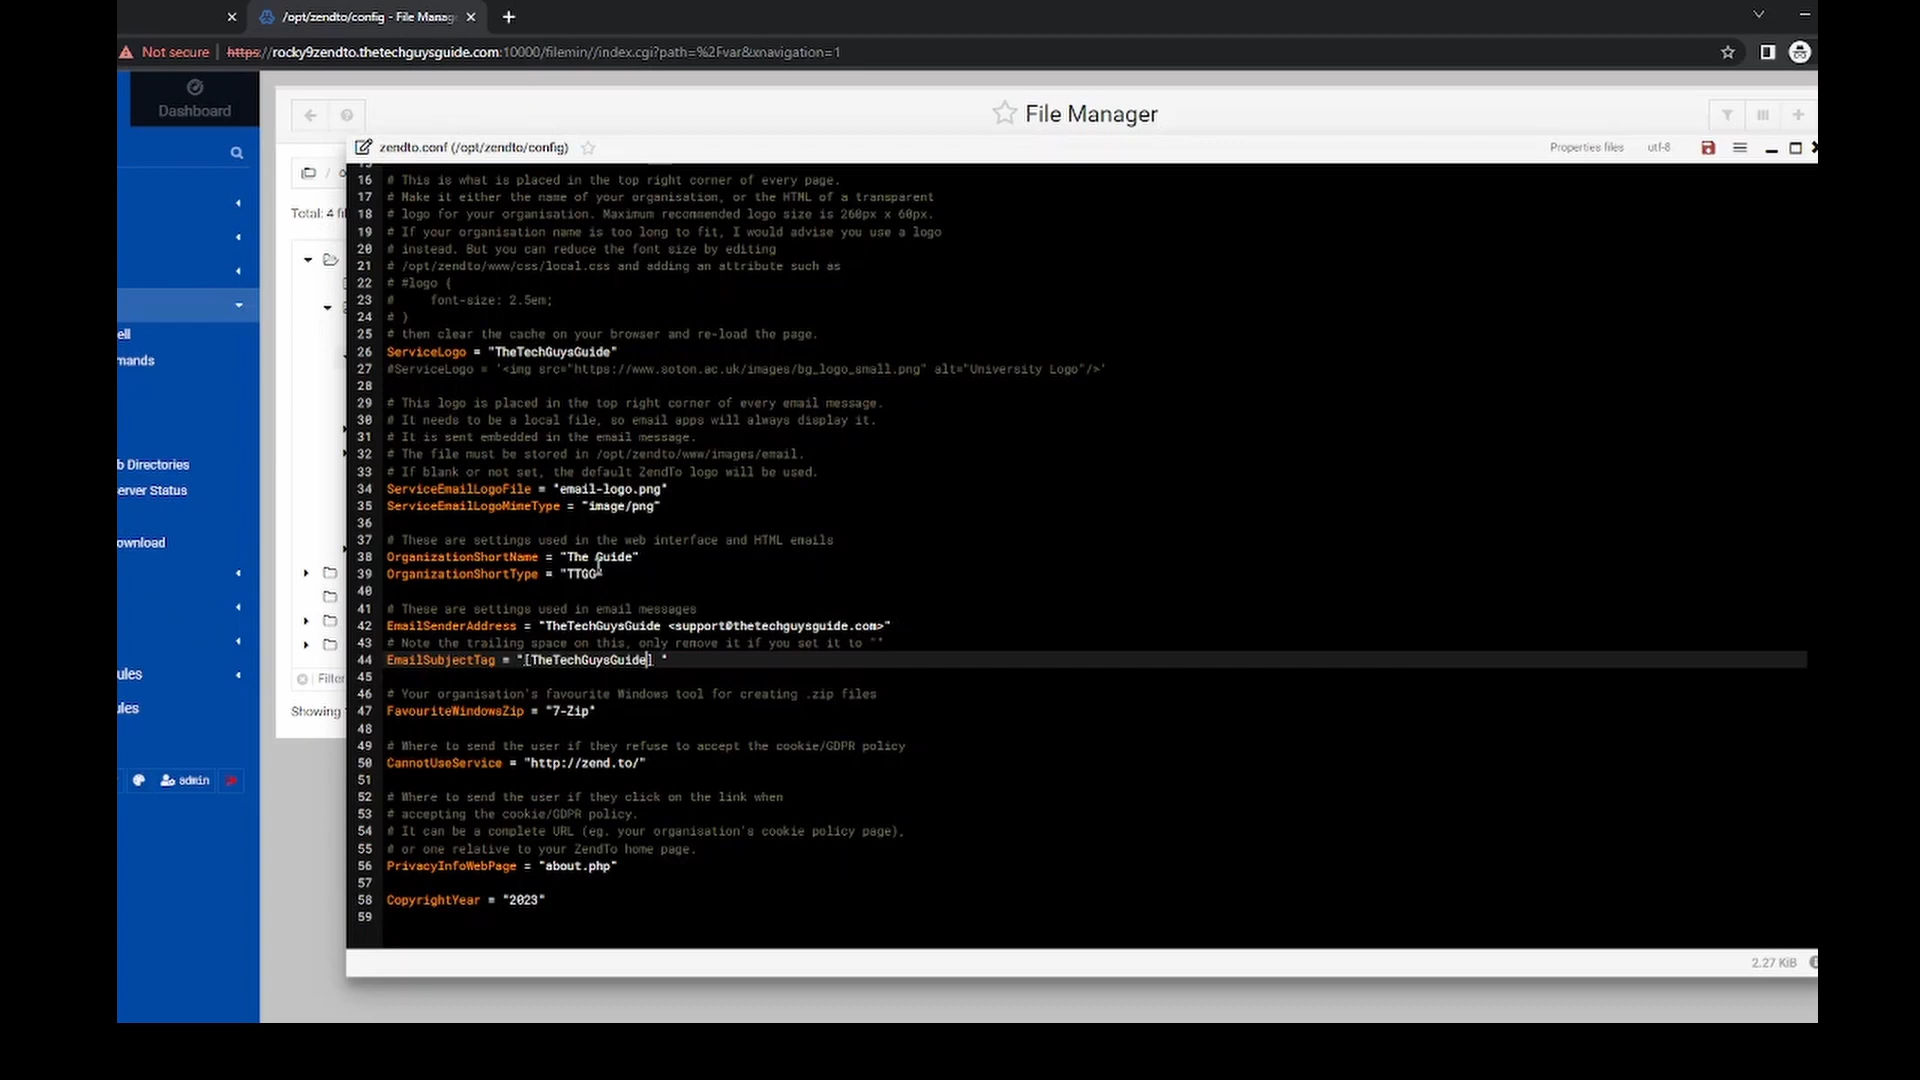 /opt/zendto/config - File Manag
Not secure
https://rocky9zendto.thetechguysguide.com:10000/filemin//index.cgi?path=%2Fvar&xnavigation=1
Dashboard
File Manager
zendto.conf (/opt/zendto/config)
Properties files utf-8
Total: 4 fi
16 # This is what is placed in the top right corner of every page.
17 # Make it either the name of your organisation, or the HTML of a transparent
18 # logo for your organisation. Maximum recommended logo size is 260px x 60px.
19 # If your organisation name is too long to fit, I would advise you use a logo
20 # instead. But you can reduce the font size by editing
21 # /opt/zendto/www/css/local.css and adding an attribute such as
22 # #logo {
23 #     font-size: 2.5em;
24 # }
25 # then clear the cache on your browser and re-load the page.
26 ServiceLogo = "TheTechGuysGuide"
27 #ServiceLogo = '<img src="https://www.soton.ac.uk/images/bg_logo_small.png" alt="University Logo"/>'
28
29 # This logo is placed in the top right corner of every email message.
30 # It needs to be a local file, so email apps will always display it.
31 # It is sent embedded in the email message.
32 # The file must be stored in /opt/zendto/www/images/email.
33 # If blank or not set, the default ZendTo logo will be used.
34 ServiceEmailLogoFile = "email-logo.png"
35 ServiceEmailLogoMimeType = "image/png"
36
37 # These are settings used in the web interface and HTML emails
38 OrganizationShortName = "The Guide"
39 OrganizationShortType = "TTGG"
40
41 # These are settings used in email messages
42 EmailSenderAddress = "TheTechGuysGuide <support@thetechguysguide.com>"
43 # Note the trailing space on this, only remove it if you set it to ""
44 EmailSubjectTag = "[TheTechGuysGuide] "
45
46 # Your organisation's favourite Windows tool for creating .zip files
47 FavouriteWindowsZip = "7-Zip"
48
49 # Where to send the user if they refuse to accept the cookie/GDPR policy
50 CannotUseService = "http://zend.to/"
51
52 # Where to send the user if they click on the link when
53 # accepting the cookie/GDPR policy.
54 # It can be a complete URL (eg. your organisation's cookie policy page),
55 # or one relative to your ZendTo home page.
56 PrivacyInfoWebPage = "about.php"
57
58 CopyrightYear = "2023"
59
ell
mands
b Directories
erver Status
ownload
ules
ules
admin
Filter
Showing
2.27 KiB